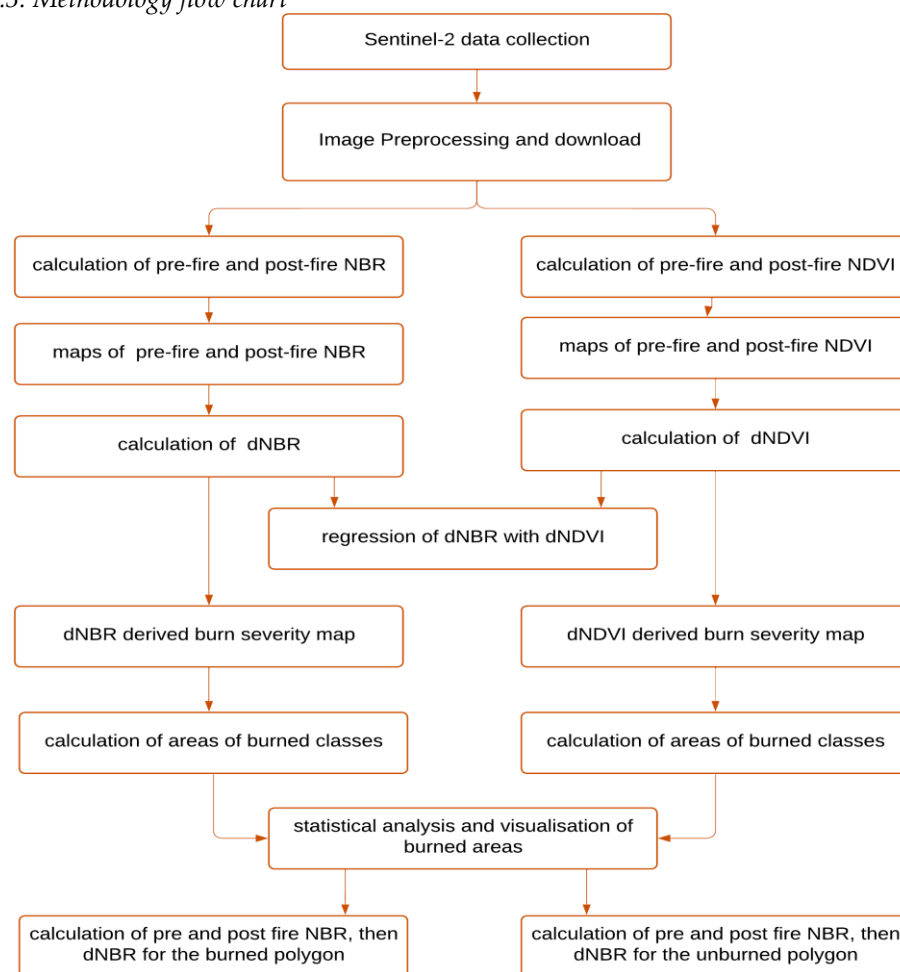 .3. Methodology flow chart
Sentinel-2 data collection
Image Preprocessing and download
calculation of pre-fire and post-fire NBR
calculation of pre-fire and post-fire NDVI
maps of pre-fire and post-fire NBR
maps of pre-fire and post-fire NDVI
calculation of dNBR
calculation of dNDVI
regression of dNBR with dNDVI
dNBR derived burn severity map
dNDVI derived burn severity map
calculation of areas of burned classes
calculation of areas of burned classes
statistical analysis and visualisation of
burned areas
calculation of pre and post fire NBR, then
dNBR for the burned polygon
calculation of pre and post fire NBR, then
dNBR for the unburned polygon